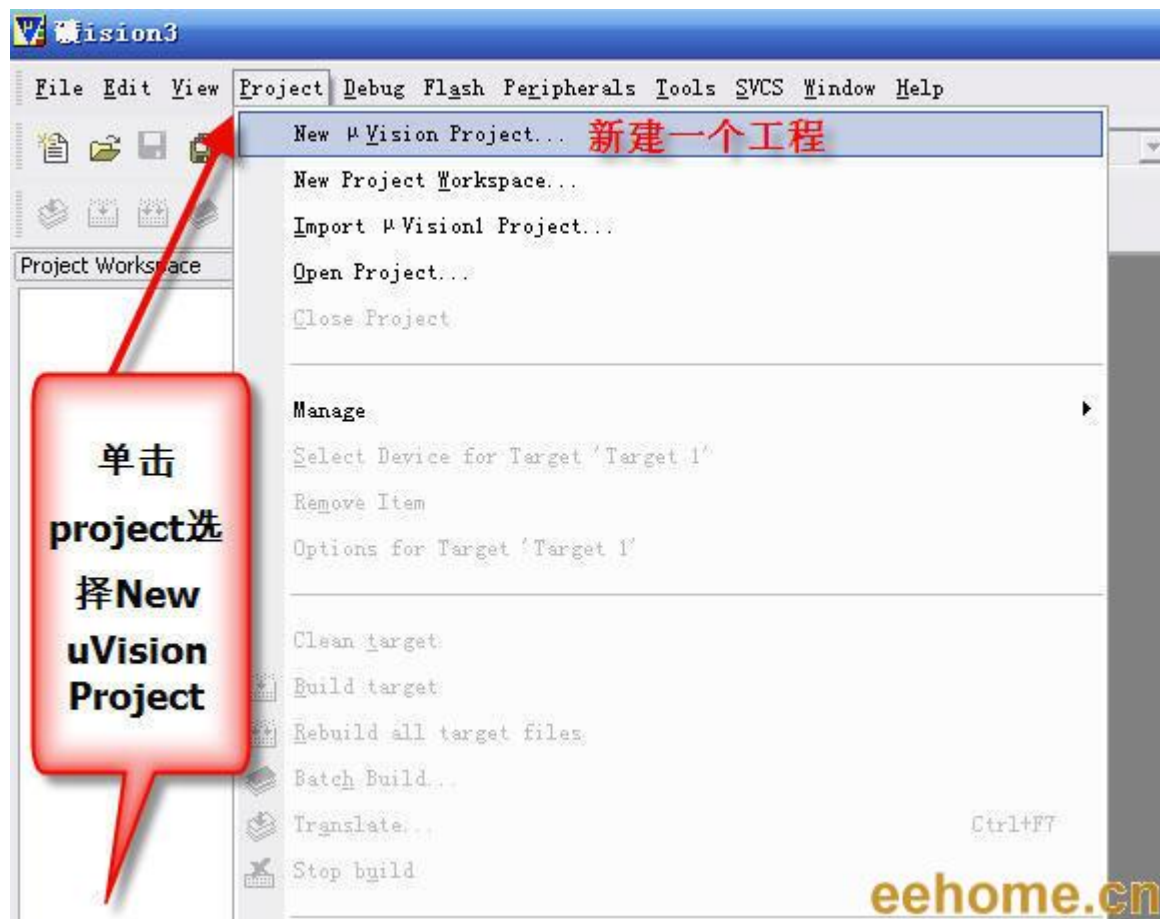 ision3
File Edit View Project Debug Flash Peripherals Tools SVCS Window Help
New μVision Project... 新建一个工程
New Project Workspace...
Import μVision1 Project...
Project Workspace
Open Project...
Close Project
Manage
Select Device for Target 'Target 1'
Remove Item
Options for Target 'Target 1'
单击
project选
择New
uVision
Project
Clean target
Build target
Rebuild all target files
Batch Build...
Translate... Ctrl+F7
Stop build
eehome.cn